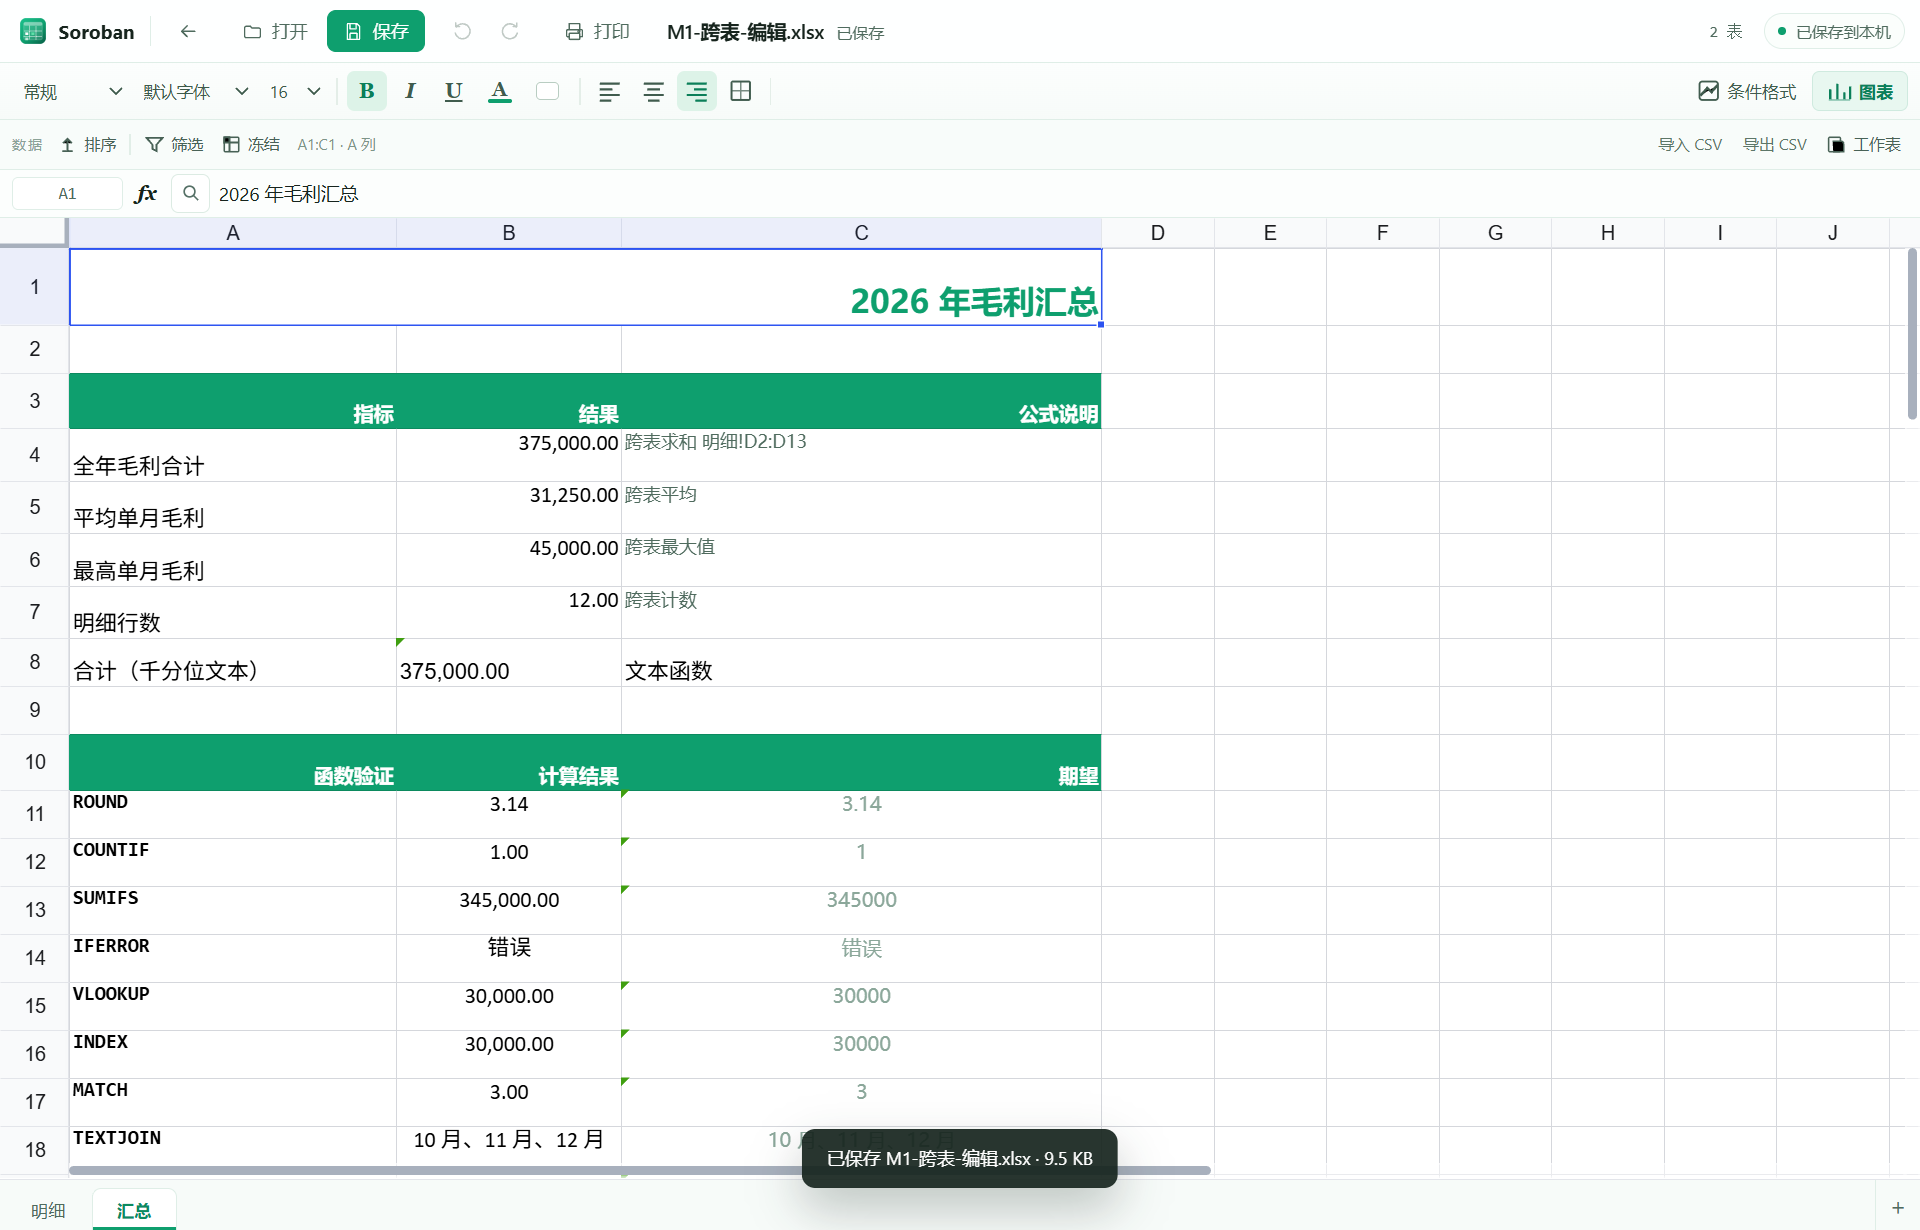 Soroban
打开
保存
打印
M1-跨表-编辑.xlsx 已保存
2 表
已保存到本机
常规
默认字体
16
B I U A
条件格式
图表
数据
排序
筛选
冻结
A1:C1 · A 列
导入 CSV
导出 CSV
工作表
A1
fx
2026 年毛利汇总
A B C D E F G H I J
1 2026 年毛利汇总
2
3 指标 结果 公式说明
4 全年毛利合计 375,000.00 跨表求和 明细!D2:D13
5 平均单月毛利 31,250.00 跨表平均
6 最高单月毛利 45,000.00 跨表最大值
7 明细行数 12.00 跨表计数
8 合计（千分位文本） 375,000.00 文本函数
9
10 函数验证 计算结果 期望
11 ROUND 3.14 3.14
12 COUNTIF 1.00 1
13 SUMIFS 345,000.00 345000
14 IFERROR 错误 错误
15 VLOOKUP 30,000.00 30000
16 INDEX 30,000.00 30000
17 MATCH 3.00 3
18 TEXTJOIN 10 月、11 月、12 月 10 月、11 月、12 月
已保存 M1-跨表-编辑.xlsx · 9.5 KB
明细
汇总
+